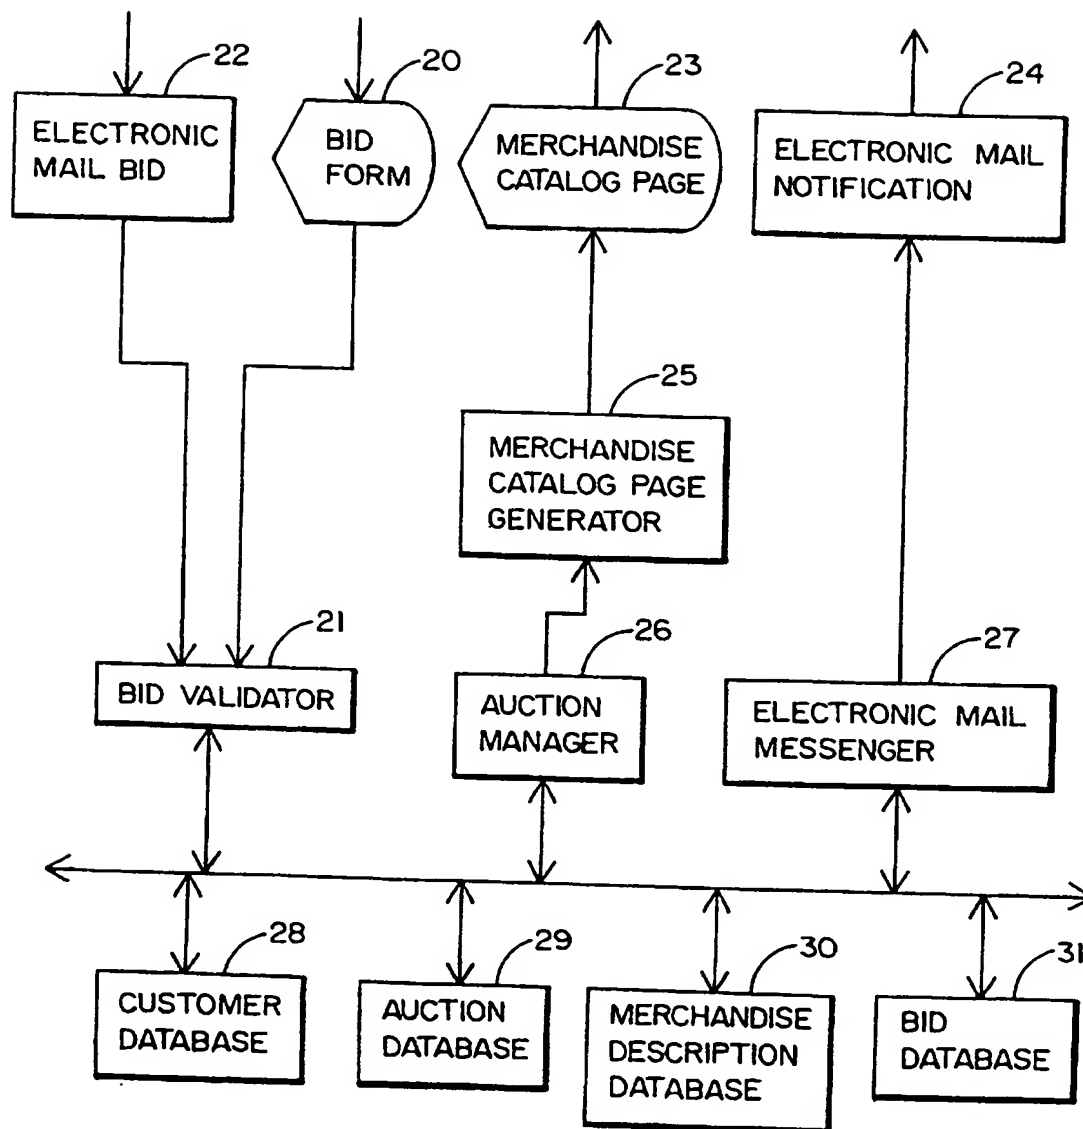 22
ELECTRONIC
MAIL BID
20
BID
FORM
23
MERCHANDISE
CATALOG PAGE
24
ELECTRONIC MAIL
NOTIFICATION
25
MERCHANDISE
CATALOG PAGE
GENERATOR
21
BID VALIDATOR
26
AUCTION
MANAGER
27
ELECTRONIC MAIL
MESSENGER
28
CUSTOMER
DATABASE
29
AUCTION
DATABASE
30
MERCHANDISE
DESCRIPTION
DATABASE
31
BID
DATABASE